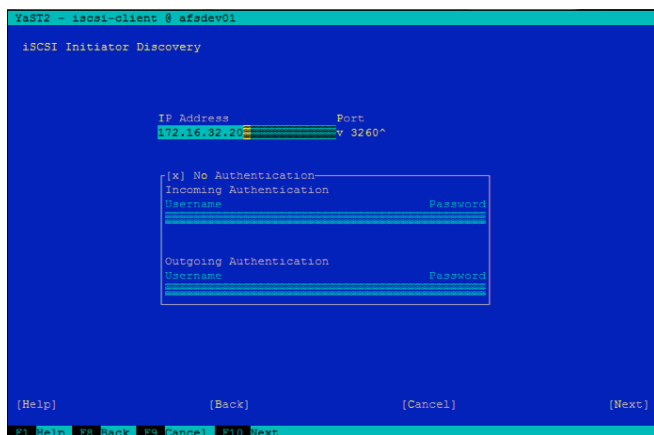 YaST2 - iscsi-client @ afsdev01
iSCSI Initiator Discovery
IP Address Port
172.16.32.20 v 3260^
[x] No Authentication
Incoming Authentication
Username Password
Outgoing Authentication
Username Password
[Help] [Back] [Cancel] [Next]
F1 Help F8 Back F9 Cancel F10 Next